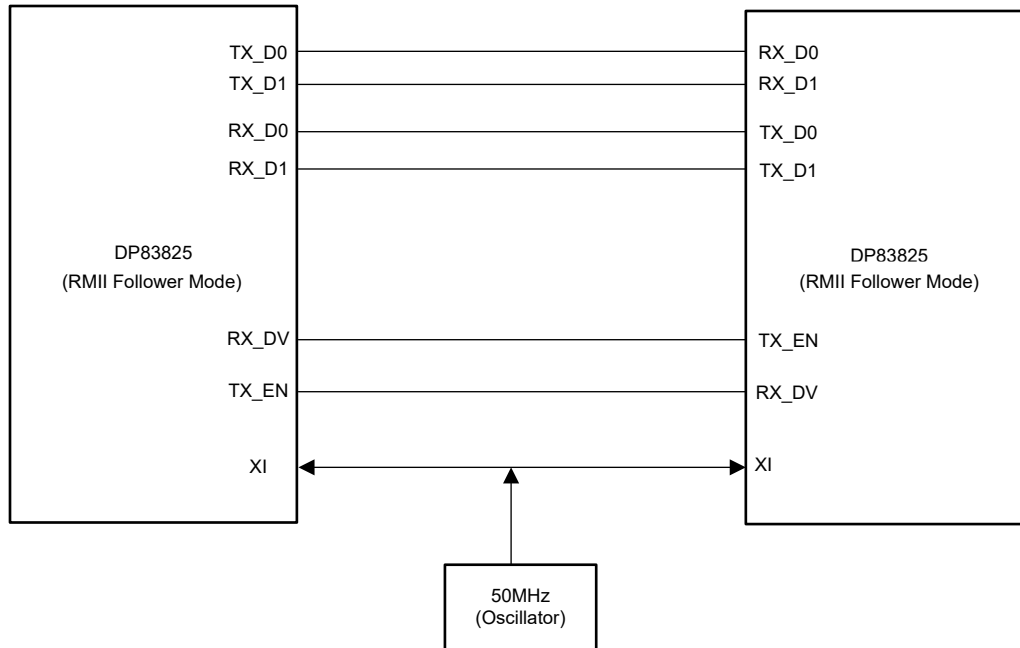 TX_D0
RX_D0
TX_D1
RX_D1
RX_D0
TX_D0
RX_D1
TX_D1
DP83825
(RMII Follower Mode)
DP83825
(RMII Follower Mode)
RX_DV
TX_EN
TX_EN
RX_DV
XI
XI
50MHz
(Oscillator)